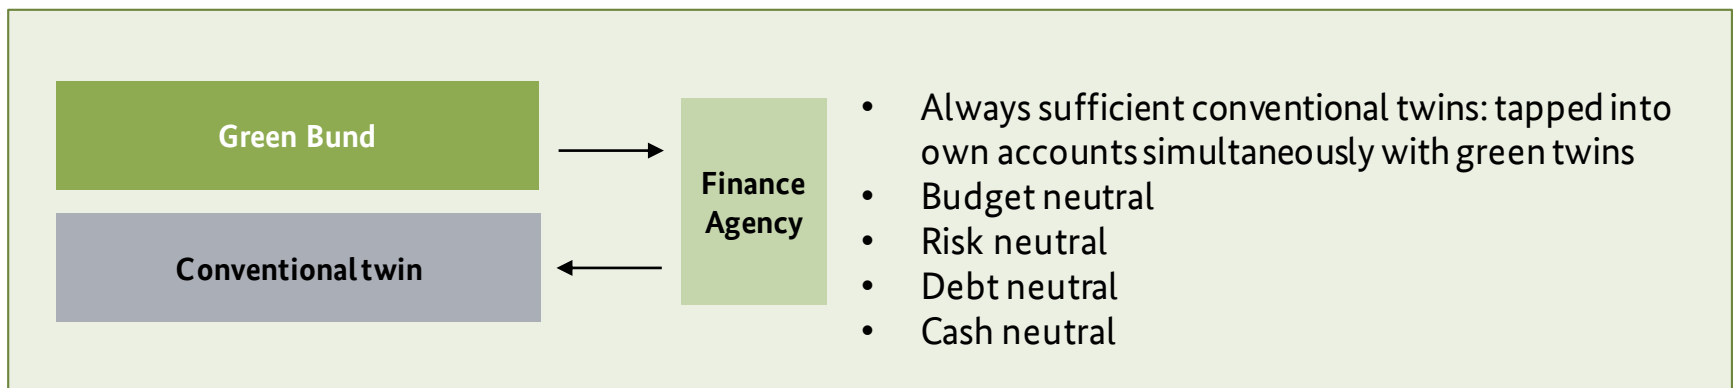 Green Bund
Conventional twin
Finance
Agency
• Always sufficient conventional twins: tapped into
own accounts simultaneously with green twins
• Budget neutral
• Risk neutral
• Debt neutral
• Cash neutral